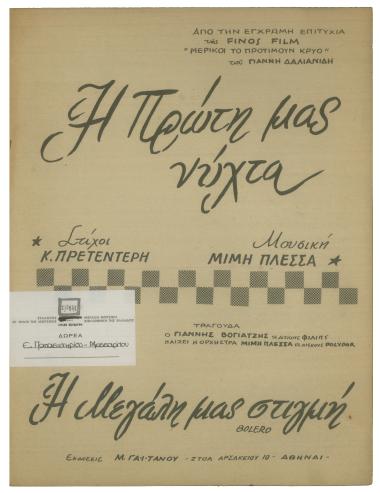 ΑΠΟ ΤΗΝ ΕΓΧΡΩΜΗ ΕΠΙΤΥΧΙΑ
της FINOS FILM
"ΜΕΡΙΚΟΙ ΤΟ ΠΡΟΤΙΜΟΥΝ ΚΡΥΟ"
του ΓΙΑΝΝΗ ΔΑΛΙΑΝΙΔΗ
Η Πρώτη μας
νύχτα
Στίχοι
Μουσική
Κ. ΠΡΕΤΕΝΤΕΡΗ
ΜΙΜΗ ΠΛΕΣΣΑ
ΔΩΡΕΑ
ΤΡΑΓΟΥΔΑ
Ο ΓΙΑΝΝΗΣ ΒΟΓΙΑΤΖΗΣ ΦΙΛΙΠΣ
ΠΑΙΖΕΙ Η ΟΡΧΗΣΤΡΑ ΜΙΜΗ ΠΛΕΣΣΑ POLYDOR
Η Μεγάλη μας στιγμή
BOLERO
ΕΚΔΟΣΕΙΣ Μ. ΓΑΪΤΑΝΟΥ - ΣΤΟΑ ΑΡΣΑΚΕΙΟΥ 10 - ΑΘΗΝΑΙ -